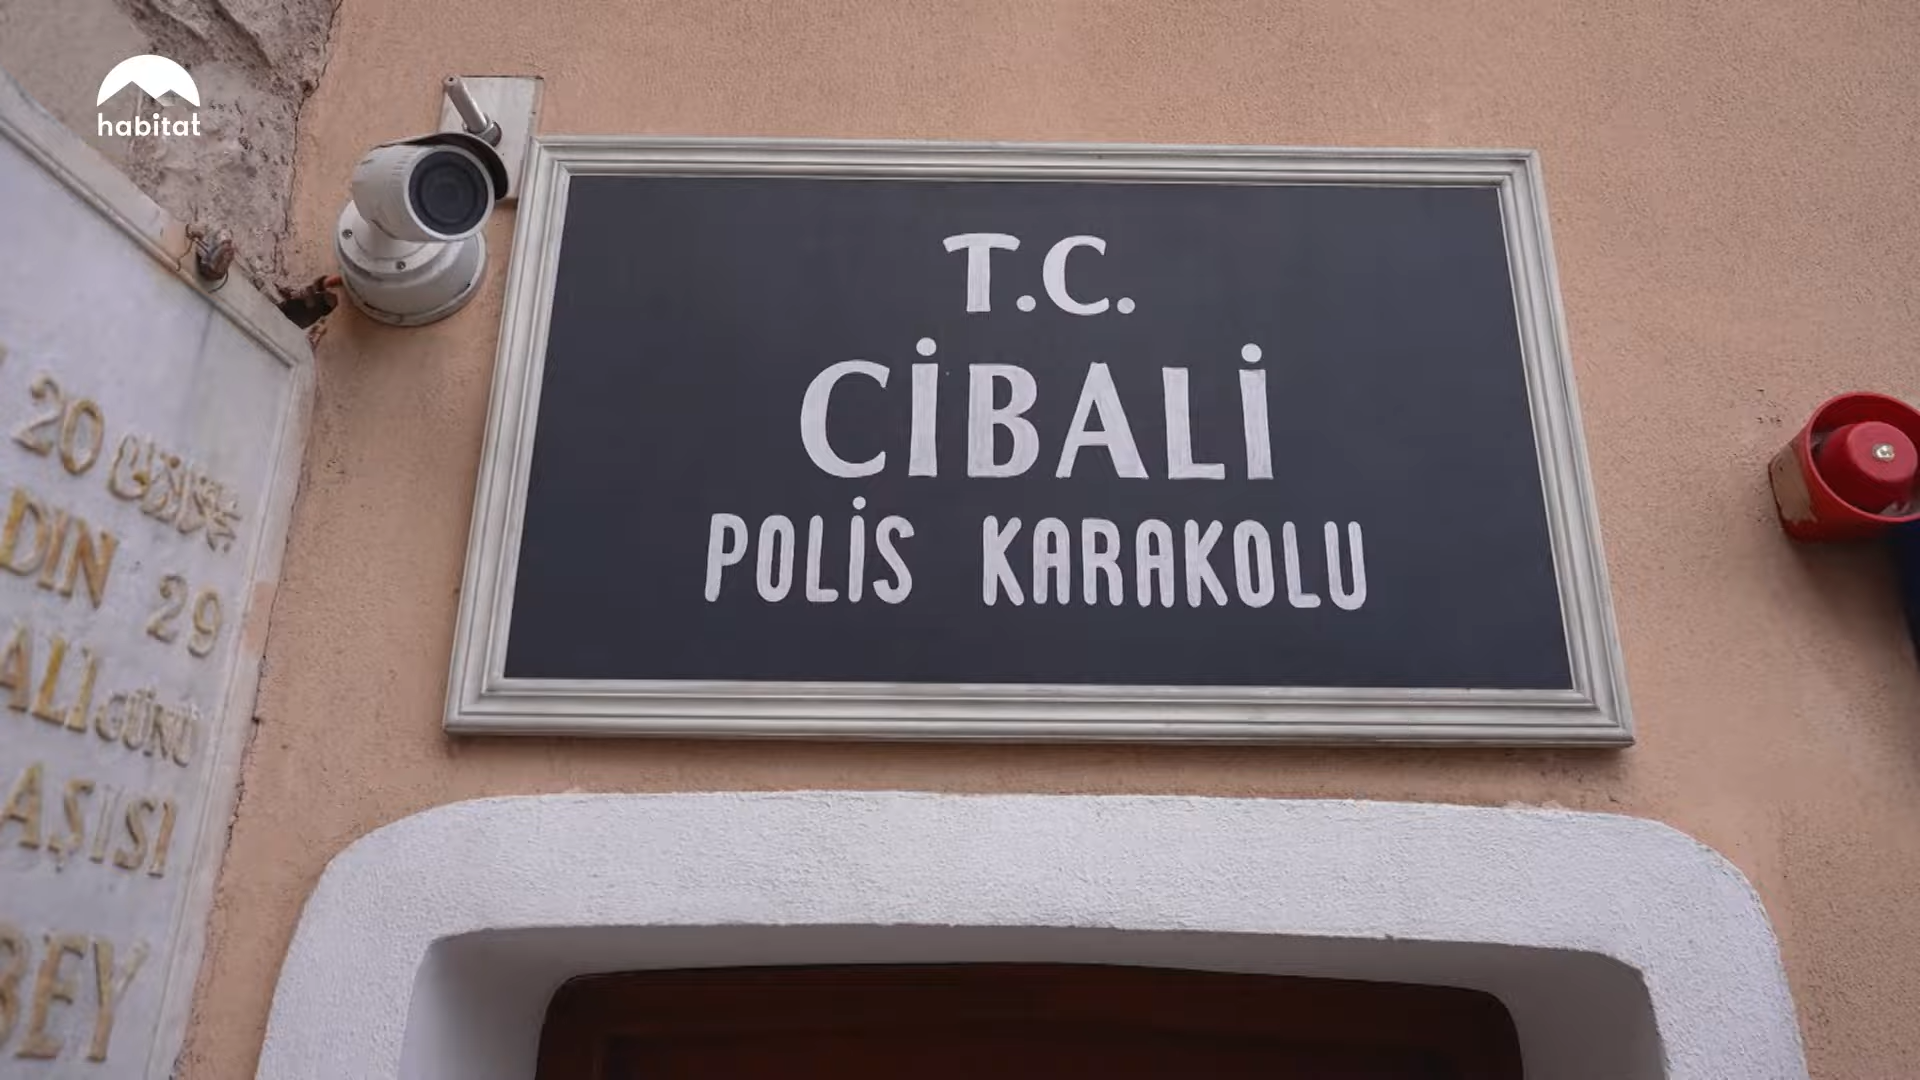 habitat
T.C.
CİBALİ
POLİS KARAKOLU
20
DIN 29
ALİ GÜNÜ
AŞISI
BEY